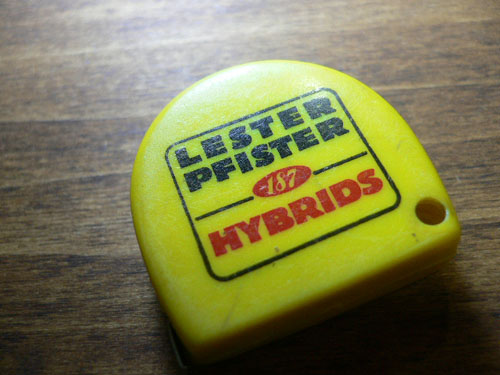 LESTER
PFISTER
187
HYBRIDS